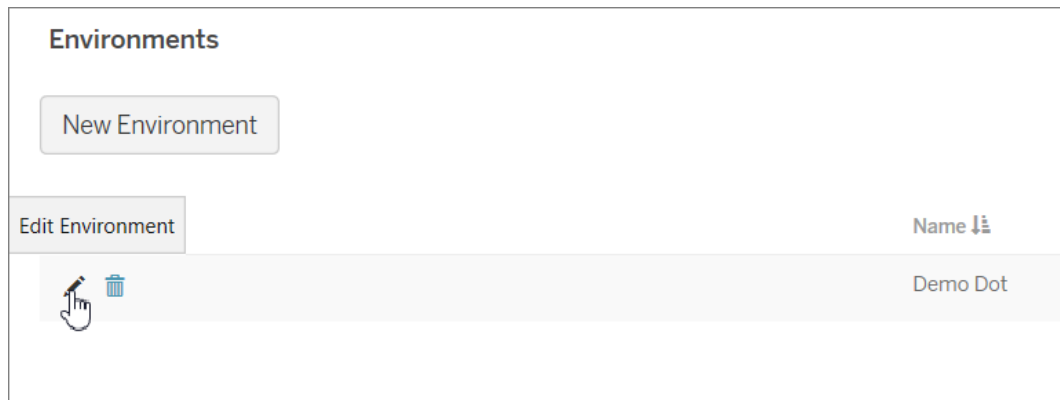 Environments
New Environment
Edit Environment
Name
Demo Dot